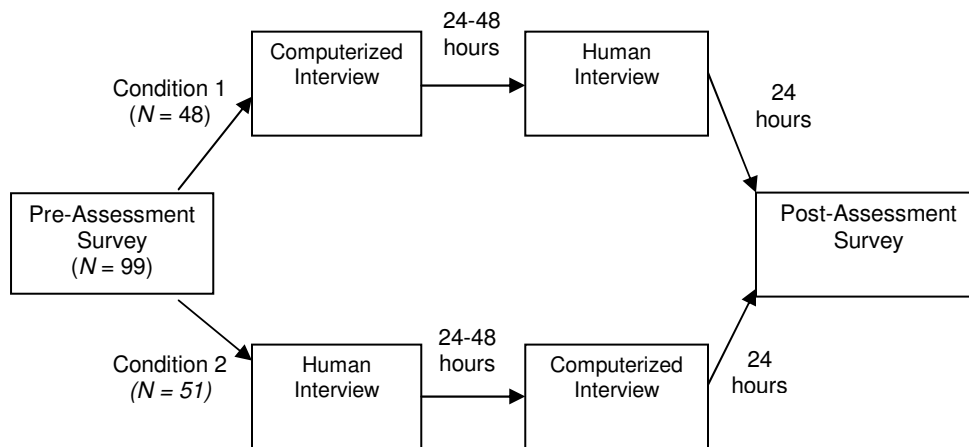 Pre-Assessment
Survey
(N = 99)
Condition 1
(N = 48)
Computerized
Interview
24-48
hours
Human
Interview
24
hours
Condition 2
(N = 51)
Human
Interview
24-48
hours
Computerized
Interview
24
hours
Post-Assessment
Survey